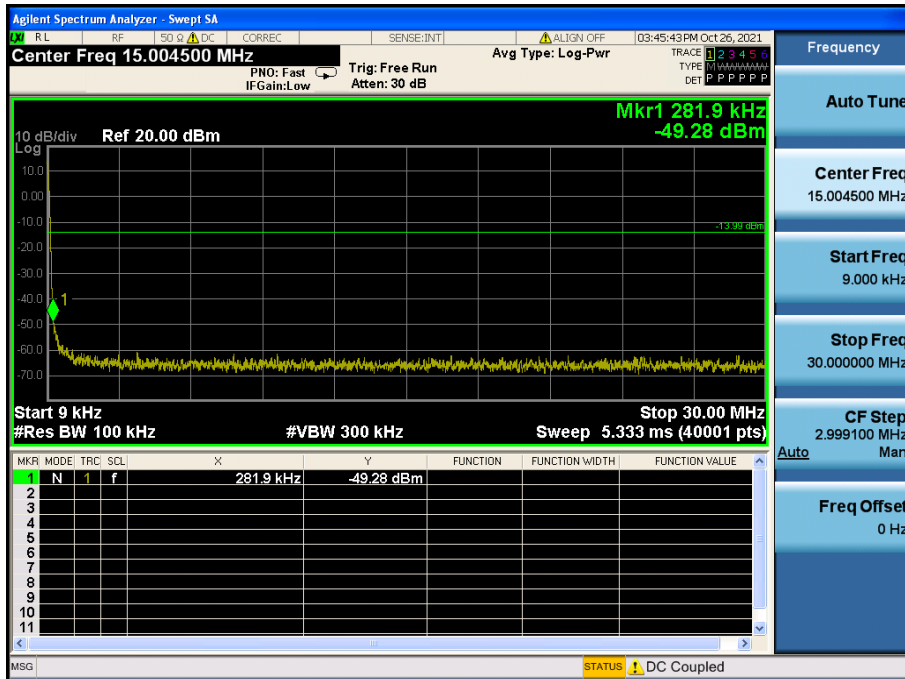 Agilent Spectrum Analyzer - Swept SA
LXI RL RF 50 Ω DC CORREC SENSE:INT ALIGN OFF 03:45:43PM Oct 26, 2021
Center Freq 15.004500 MHz
PNO: Fast
IFGain:Low
Trig: Free Run
Atten: 30 dB
Avg Type: Log-Pwr
TRACE 1 2 3 4 5 6
TYPE M WWWWW
DET P P P P P P
Mkr1 281.9 kHz
-49.28 dBm
10 dB/div Ref 20.00 dBm
Log
10.0
0.00
-10.0
-13.99 dBm
-20.0
-30.0
-40.0
1
-50.0
-60.0
-70.0
Start 9 kHz Stop 30.00 MHz
#Res BW 100 kHz #VBW 300 kHz Sweep 5.333 ms (40001 pts)
MKR MODE TRC SCL X Y FUNCTION FUNCTION WIDTH FUNCTION VALUE
1 N 1 f 281.9 kHz -49.28 dBm
2
3
4
5
6
7
8
9
10
11
MSG STATUS DC Coupled
Frequency
Auto Tune
Center Freq
15.004500 MHz
Start Freq
9.000 kHz
Stop Freq
30.000000 MHz
CF Step
2.999100 MHz
Auto Man
Freq Offset
0 Hz